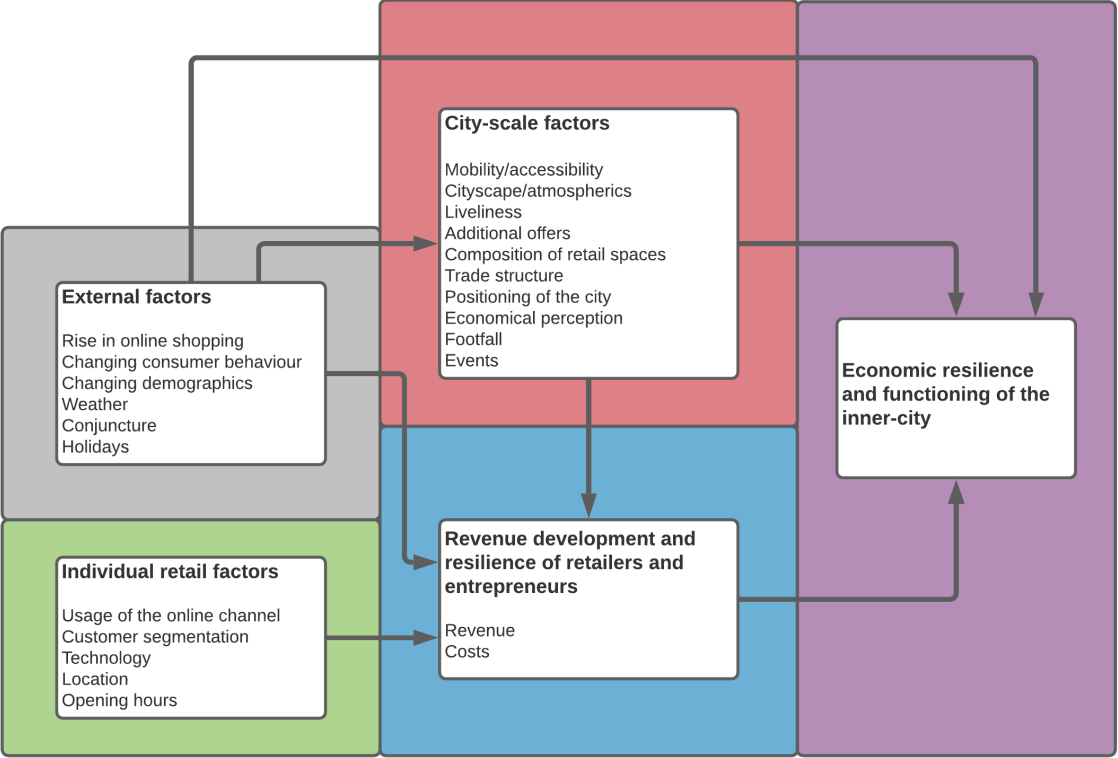 City-scale factors
Mobility/accessibility
Cityscape/atmospherics
Liveliness
Additional offers
Composition of retail spaces
Trade structure
Positioning of the city
Economical perception
Footfall
Events
External factors
Rise in online shopping
Changing consumer behaviour
Changing demographics
Weather
Conjuncture
Holidays
Economic resilience
and functioning of the
inner-city
Individual retail factors
Usage of the online channel
Customer segmentation
Technology
Location
Opening hours
Revenue development and
resilience of retailers and
entrepreneurs
Revenue
Costs